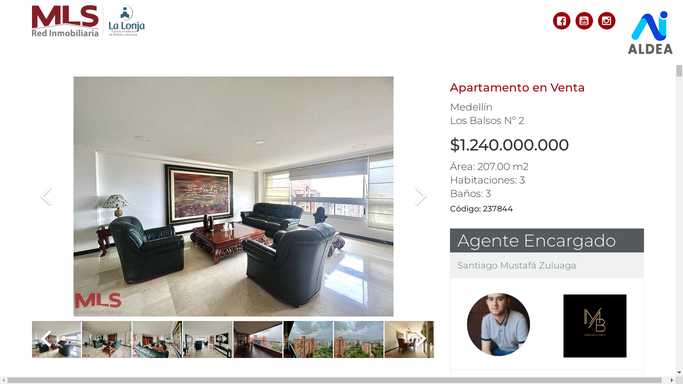 MLS
Red Inmobiliaria
La Lonja
ALDEA
Apartamento en Venta
Medellín
Los Balsos N° 2
$1.240.000.000
Área: 207.00 m2
Habitaciones: 3
Baños: 3
Código: 237844
MLS
Agente Encargado
Santiago Mustafá Zuluaga